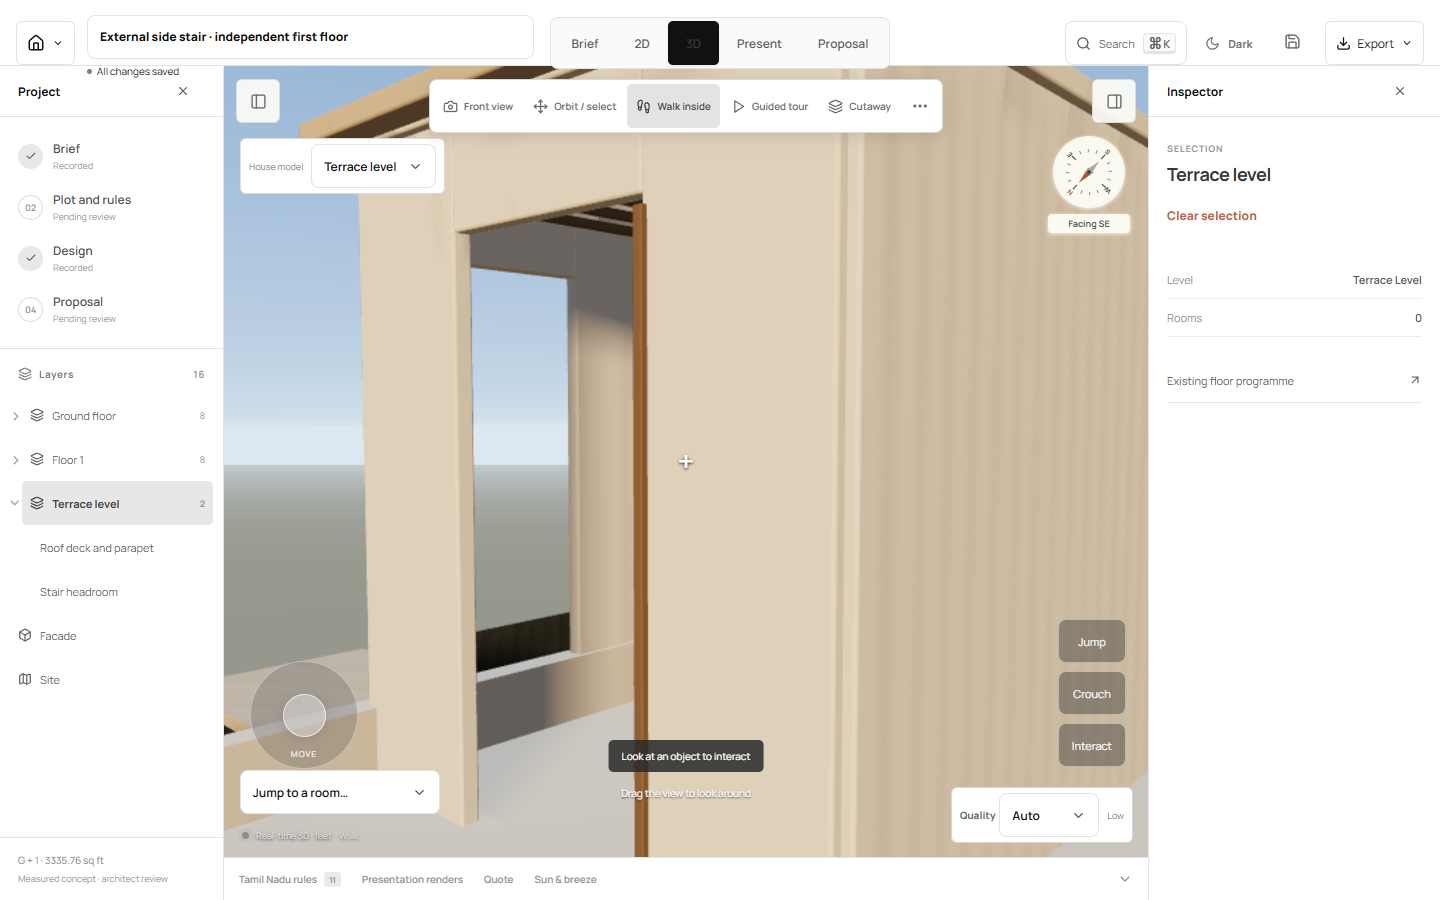 External side stair · independent first floor
All changes saved
Brief
2D
3D
Present
Proposal
Search
⌘K
Dark
Export
Project
Brief
Recorded
02
Plot and rules
Pending review
Design
Recorded
04
Proposal
Pending review
Layers 16
Ground floor 8
Floor 1 8
Terrace level 2
Roof deck and parapet
Stair headroom
Facade
Site
G + 1 · 3335.76 sq ft
Measured concept · architect review
Front view
Orbit / select
Walk inside
Guided tour
Cutaway
House model
Terrace level
Facing SE
Jump
Crouch
Interact
MOVE
Look at an object to interact
Drag the view to look around
Jump to a room...
Real-time 3D · feet Walk
Quality
Auto
Low
Tamil Nadu rules 11
Presentation renders
Quote
Sun & breeze
Inspector
SELECTION
Terrace level
Clear selection
Level Terrace Level
Rooms 0
Existing floor programme